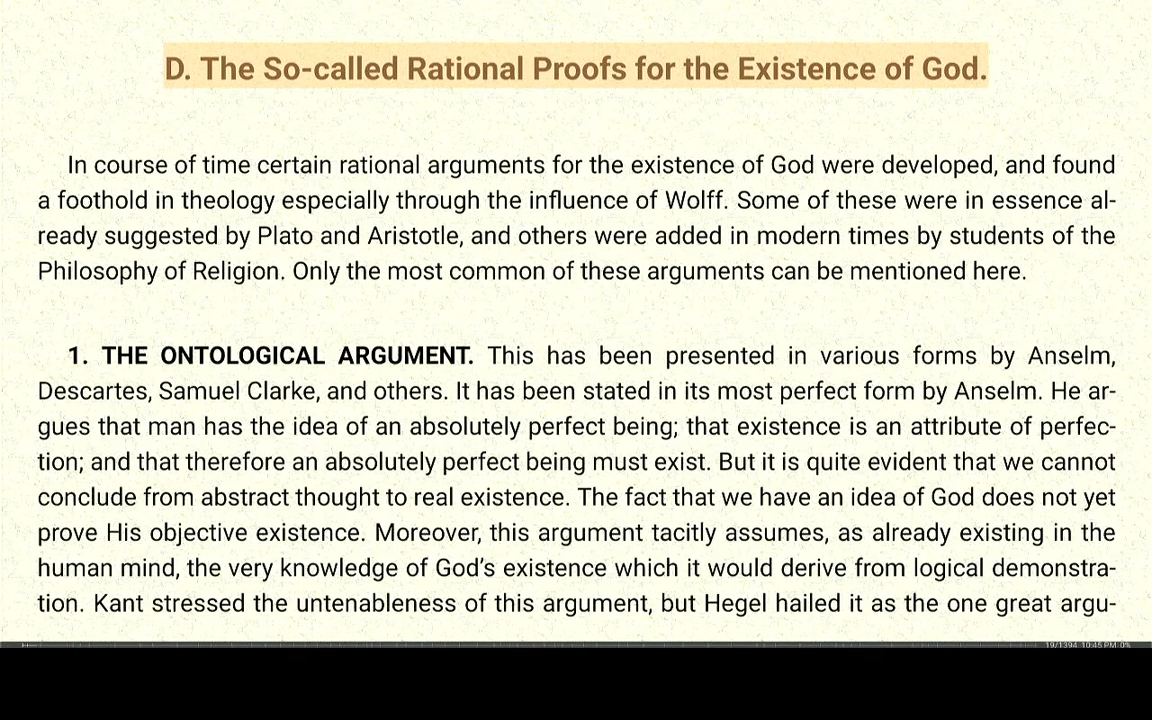 D. The So-called Rational Proofs for the Existence of God.
In course of time certain rational arguments for the existence of God were developed, and found
a foothold in theology especially through the influence of Wolff. Some of these were in essence al-
ready suggested by Plato and Aristotle, and others were added in modern times by students of the
Philosophy of Religion. Only the most common of these arguments can be mentioned here.
1. THE ONTOLOGICAL ARGUMENT. This has been presented in various forms by Anselm,
Descartes, Samuel Clarke, and others. It has been stated in its most perfect form by Anselm. He ar-
gues that man has the idea of an absolutely perfect being; that existence is an attribute of perfec-
tion; and that therefore an absolutely perfect being must exist. But it is quite evident that we cannot
conclude from abstract thought to real existence. The fact that we have an idea of God does not yet
prove His objective existence. Moreover, this argument tacitly assumes, as already existing in the
human mind, the very knowledge of God’s existence which it would derive from logical demonstra-
tion. Kant stressed the untenableness of this argument, but Hegel hailed it as the one great argu-
19/1394 10:45 PM 0%